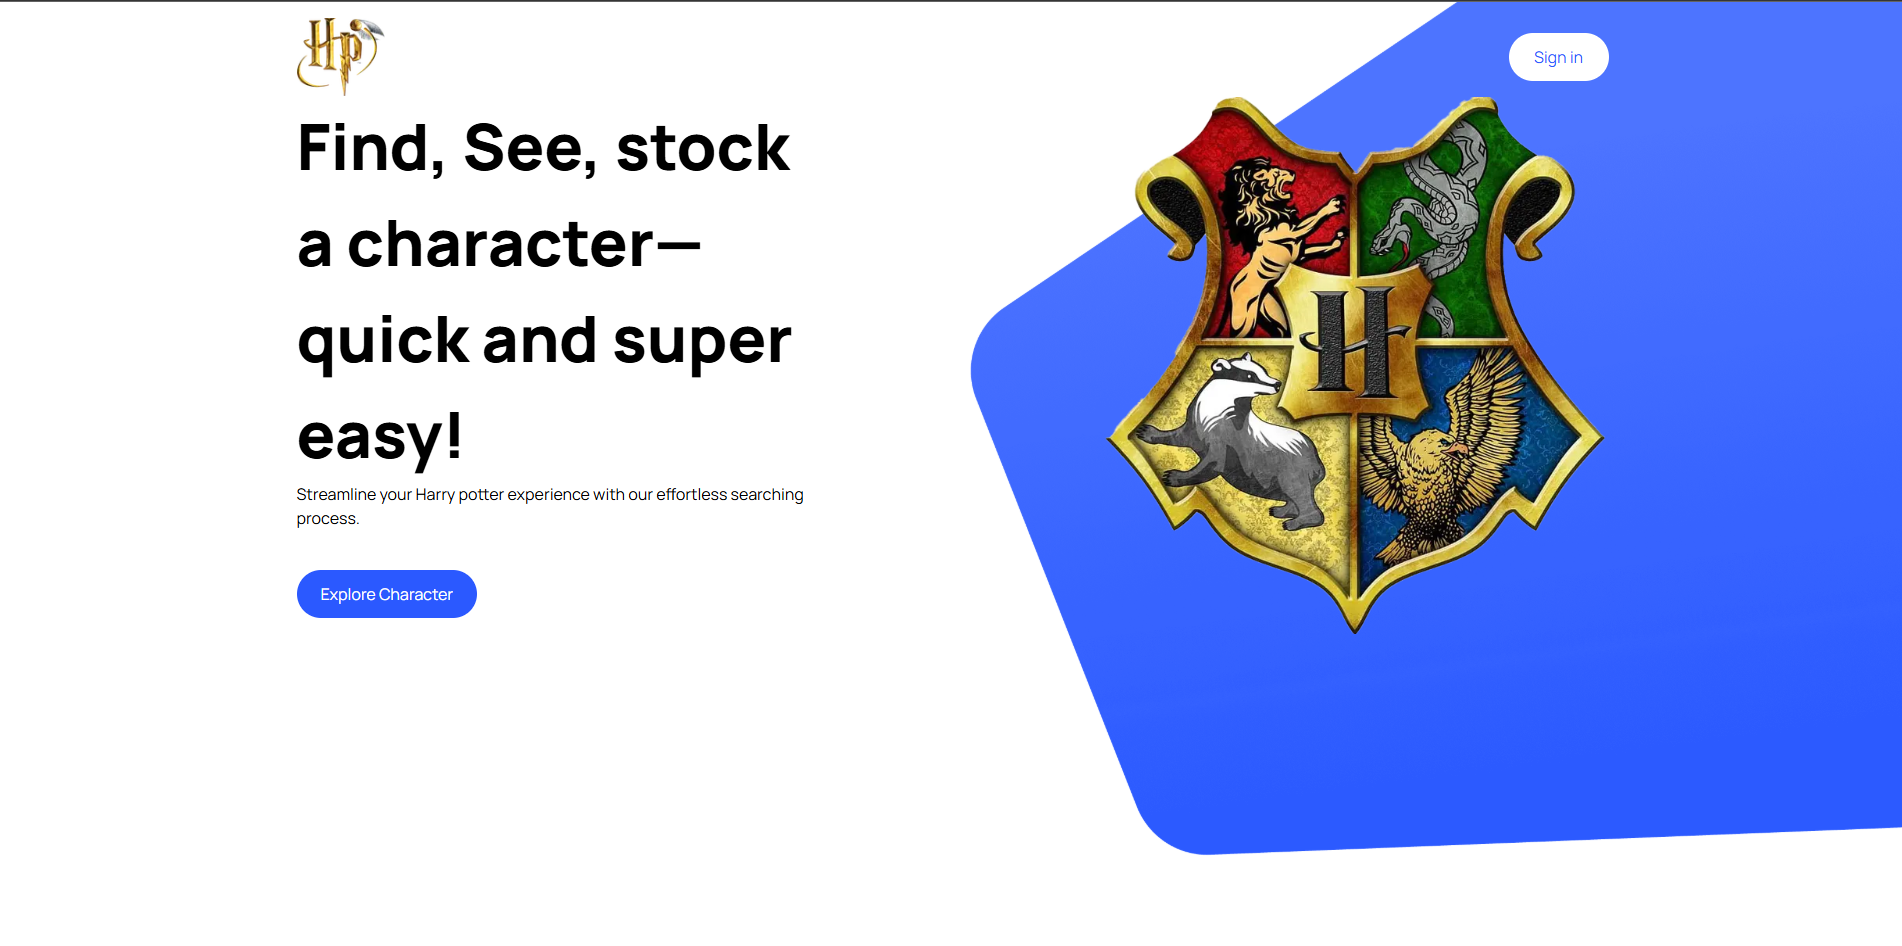 Hp
Sign in
Find, See, stock
a character—
quick and super
easy!
H
Streamline your Harry potter experience with our effortless searching
process.
Explore Character